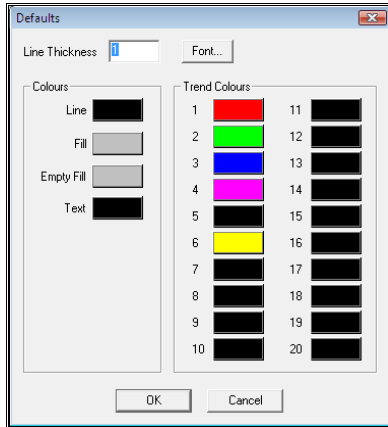 Defaults
Line Thickness 1 Font...
Colours
Line
Fill
Empty Fill
Text
Trend Colours
1 11
2 12
3 13
4 14
5 15
6 16
7 17
8 18
9 19
10 20
OK Cancel